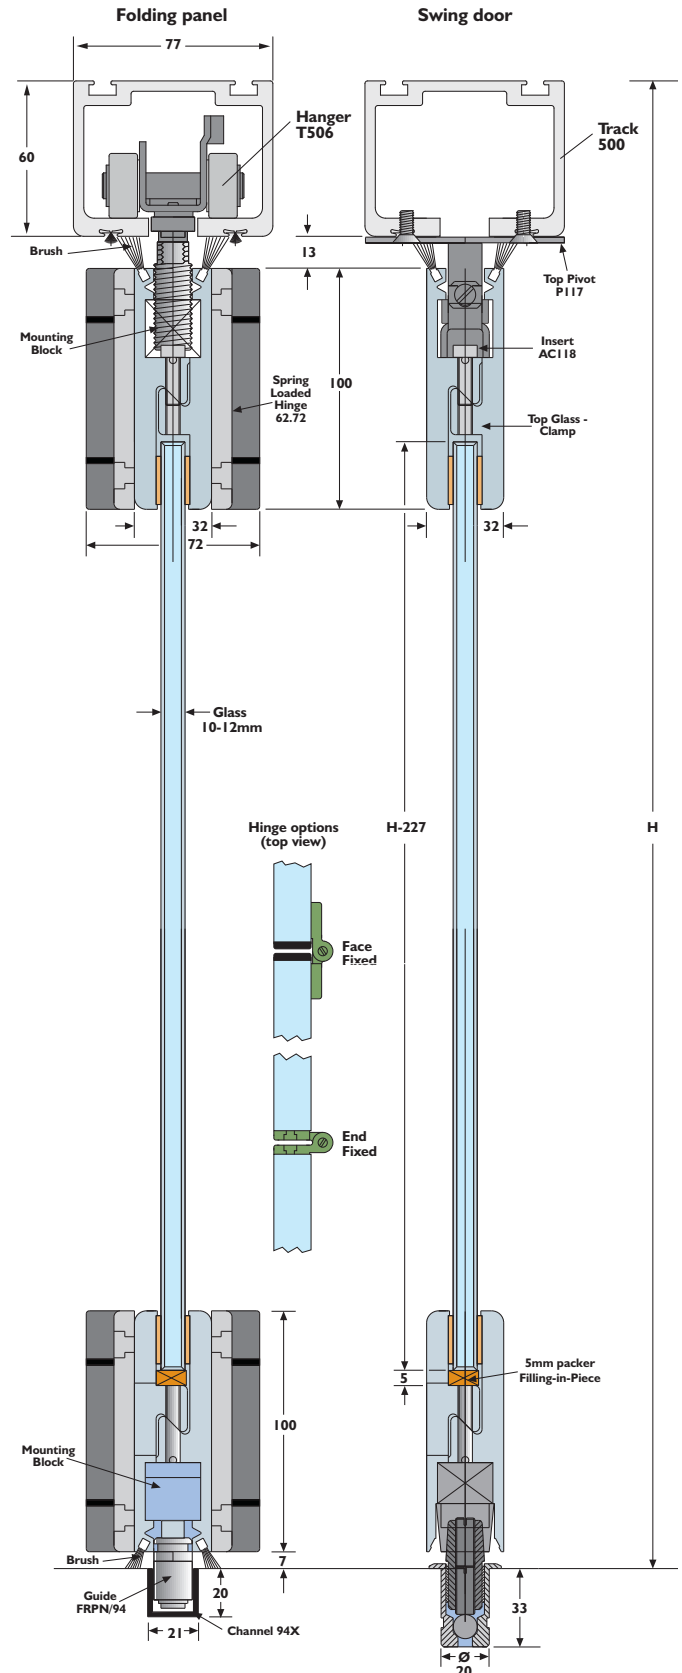 Folding panel
Swing door
77
Hanger
T506
Track
500
60
Brush
13
Top Pivot
P117
Mounting
Block
Insert
AC118
Spring
Loaded
Hinge
62.72
100
Top Glass -
Clamp
32
72
32
Glass
10-12mm
Hinge options
(top view)
H-227
H
Face
Fixed
End
Fixed
5mm packer
Filling-in-Piece
5
100
Mounting
Block
Brush
7
Guide
FRPN/94
20
Channel 94X
21
33
Ø
20